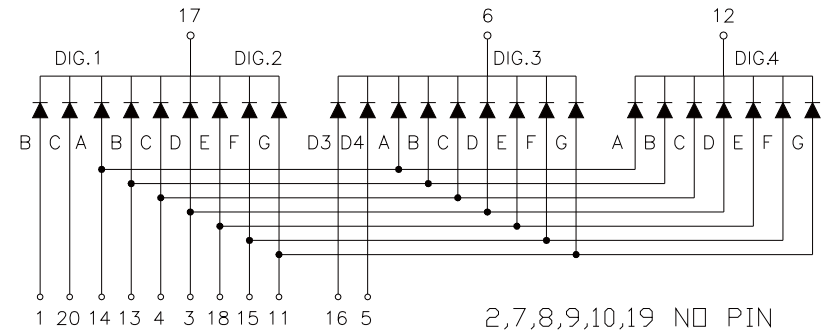 17 6 12
DIG.1 DIG.2 DIG.3 DIG.4
B C A B C D E F G D3 D4 A B C D E F G A B C D E F G
1 20 14 13 4 3 18 15 11 16 5
2,7,8,9,10,19 NO PIN